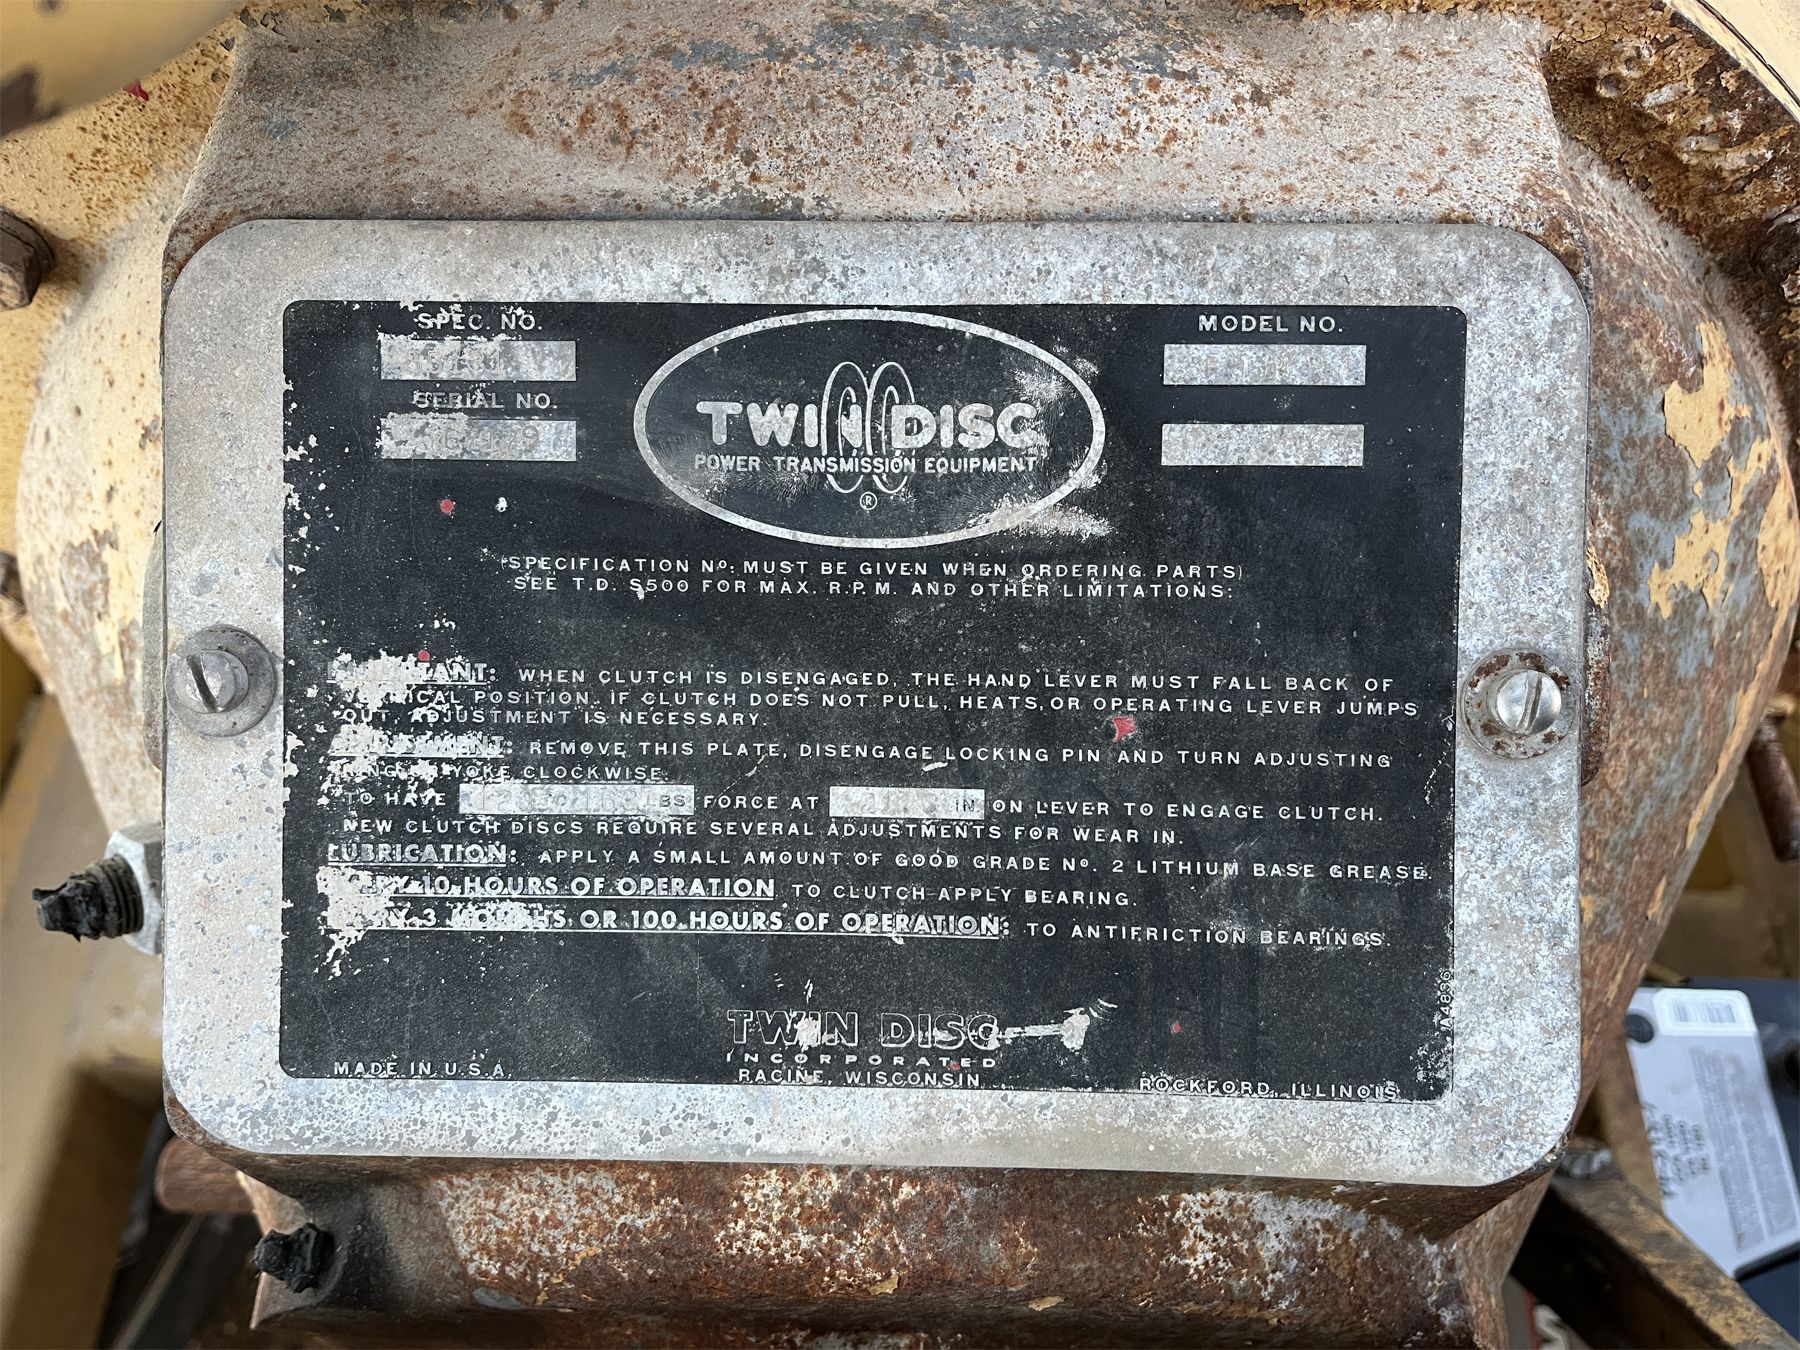 SPEC. NO.
MODEL NO.
SERIAL NO.
TWIN DISC
POWER TRANSMISSION EQUIPMENT
®
(SPECIFICATION Nº: MUST BE GIVEN WHEN ORDERING PARTS)
SEE T.D. S500 FOR MAX. R.P.M. AND OTHER LIMITATIONS:
WHEN CLUTCH IS DISENGAGED, THE HAND LEVER MUST FALL BACK OF
POSITION. IF CLUTCH DOES NOT PULL, HEATS, OR OPERATING LEVER JUMPS
OUT, ADJUSTMENT IS NECESSARY.
REMOVE THIS PLATE, DISENGAGE LOCKING PIN AND TURN ADJUSTING
RING OR YOKE CLOCKWISE.
TO HAVE LBS FORCE AT IN ON LEVER TO ENGAGE CLUTCH.
NEW CLUTCH DISCS REQUIRE SEVERAL ADJUSTMENTS FOR WEAR IN.
LUBRICATION: APPLY A SMALL AMOUNT OF GOOD GRADE Nº. 2 LITHIUM BASE GREASE.
10 HOURS OF OPERATION TO CLUTCH APPLY BEARING.
3 MONTHS OR 100 HOURS OF OPERATION: TO ANTIFRICTION BEARINGS.
A4836
TWIN DISC
INCORPORATED
MADE IN U.S.A.
RACINE, WISCONSIN
ROCKFORD, ILLINOIS